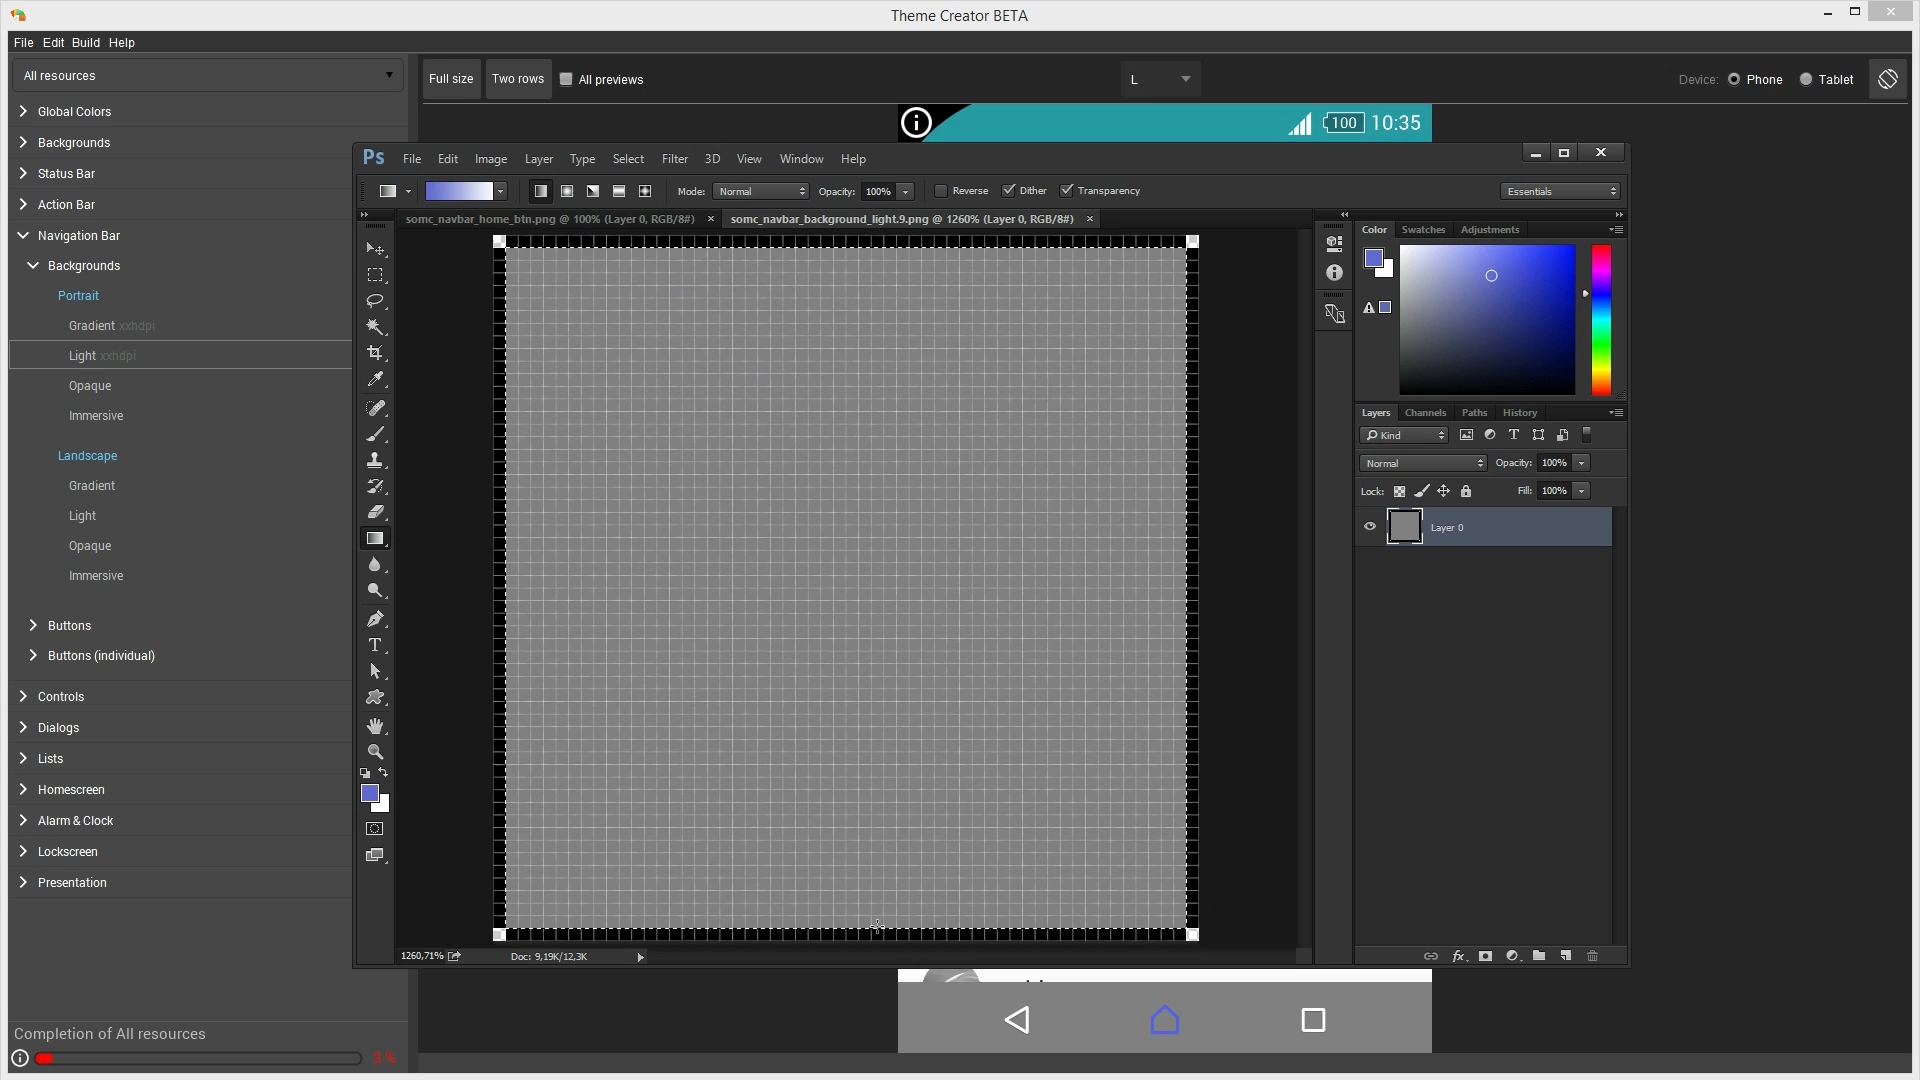 Theme Creator BETA
File Edit Build Help
All resources
Full size
Two rows
All previews
L
Device: Phone Tablet
Global Colors
Backgrounds
Status Bar
Action Bar
Navigation Bar
Backgrounds
Portrait
Gradient xxhdpi
Light xxhdpi
Opaque
Immersive
Landscape
Gradient
Light
Opaque
Immersive
Buttons
Buttons (individual)
Controls
Dialogs
Lists
Homescreen
Alarm & Clock
Lockscreen
Presentation
Completion of All resources
3 %
100 10:35
Ps File Edit Image Layer Type Select Filter 3D View Window Help
Mode: Normal Opacity: 100% Reverse Dither Transparency Essentials
somc_navbar_home_btn.png @ 100% (Layer 0, RGB/8#) × somc_navbar_background_light.9.png @ 1260% (Layer 0, RGB/8#) ×
Color Swatches Adjustments
Layers Channels Paths History
Kind
Normal Opacity: 100%
Lock: Fill: 100%
Layer 0
fx
1260,71% Doc: 9,19K/12,3K